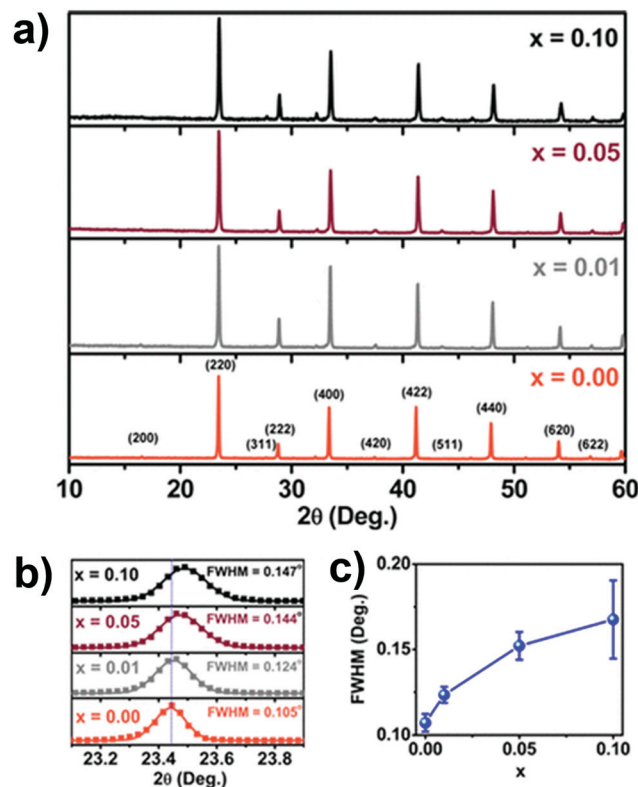 a)
x = 0.10
x = 0.05
x = 0.01
x = 0.00
(200)
(220)
(311)
(222)
(400)
(420)
(422)
(511)
(440)
(620)
(622)
10 20 30 40 50 60
2θ (Deg.)
b)
x = 0.10 FWHM = 0.147°
x = 0.05 FWHM = 0.144°
x = 0.01 FWHM = 0.124°
x = 0.00 FWHM = 0.105°
23.2 23.4 23.6 23.8
2θ (Deg.)
c)
FWHM (Deg.)
0.20
0.15
0.10
0.00 0.05 0.10
x